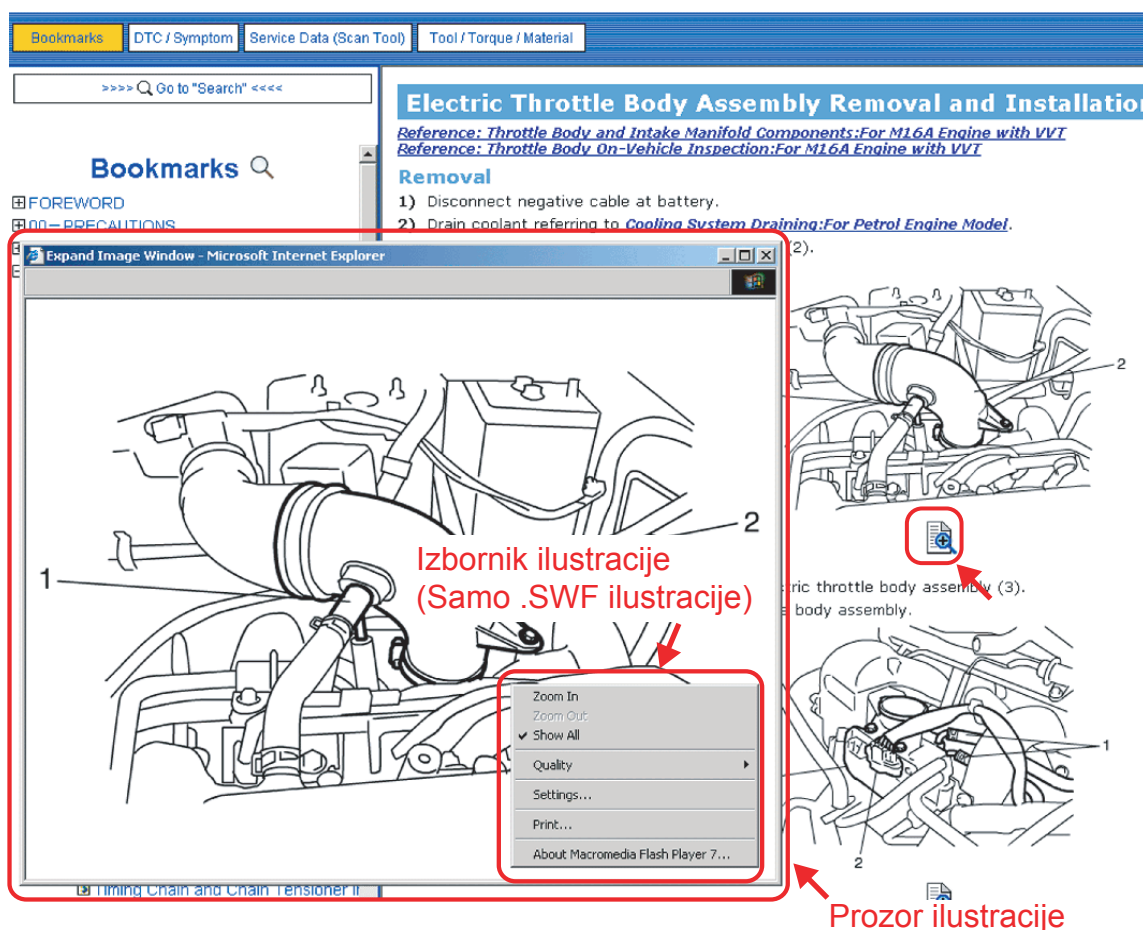 Bookmarks
DTC / Symptom
Service Data (Scan Tool)
Tool / Torque / Material
>>>> Go to "Search" <<<<
Bookmarks
FOREWORD
00－PRECAUTIONS
Electric Throttle Body Assembly Removal and Installatio
Reference: Throttle Body and Intake Manifold Components:For M16A Engine with VVT
Reference: Throttle Body On-Vehicle Inspection:For M16A Engine with VVT
Removal
1) Disconnect negative cable at battery.
2) Drain coolant referring to Cooling System Draining:For Petrol Engine Model.
(2).
2
Expand Image Window - Microsoft Internet Explorer
1
2
Izbornik ilustracije
(Samo .SWF ilustracije)
Zoom In
Zoom Out
Show All
Quality
Settings...
Print...
About Macromedia Flash Player 7...
tric throttle body assembly (3).
body assembly.
1
2
Timing Chain and Chain Tensioner
Prozor ilustracije